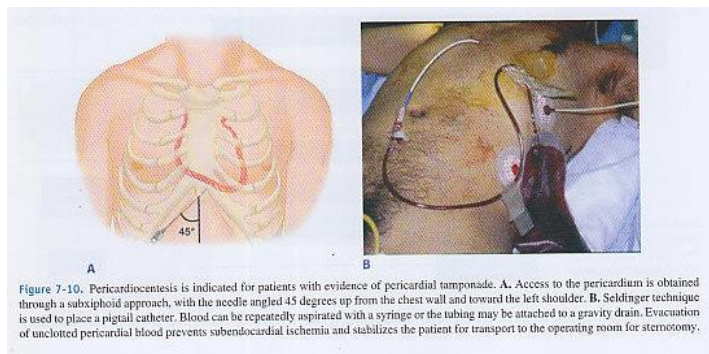 45°
A
B
Figure 7-10. Pericardiocentesis is indicated for patients with evidence of pericardial tamponade. A. Access to the pericardium is obtained
through a subxiphoid approach, with the needle angled 45 degrees up from the chest wall and toward the left shoulder. B. Seldinger technique
is used to place a pigtail catheter. Blood can be repeatedly aspirated with a syringe or the tubing may be attached to a gravity drain. Evacuation
of unclotted pericardial blood prevents subendocardial ischemia and stabilizes the patient for transport to the operating room for sternotomy.